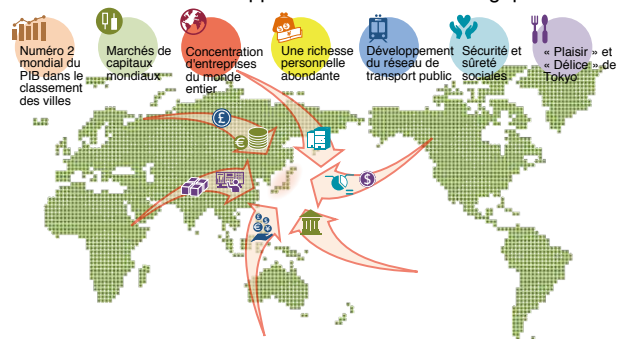 Numéro 2
mondial du
PIB dans le
classement
des villes
Marchés de
capitaux
mondiaux
Concentration
d'entreprises
du monde
entier
Une richesse
personnelle
abondante
Développement
du réseau de
transport public
Sécurité et
sûreté
sociales
« Plaisir » et
« Délice » de
Tokyo
£
€
$
£
$
€
¥